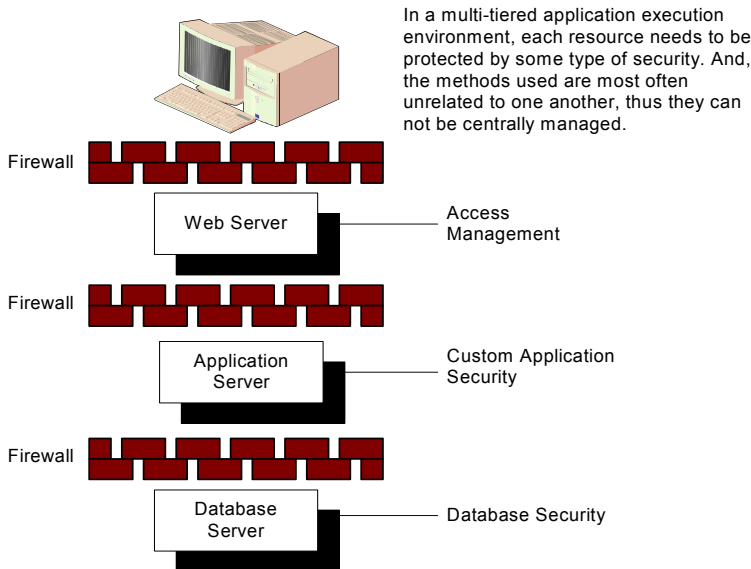 In a multi-tiered application execution
environment, each resource needs to be
protected by some type of security. And,
the methods used are most often
unrelated to one another, thus they can
not be centrally managed.
Firewall
Web Server
Access
Management
Firewall
Application
Server
Custom Application
Security
Firewall
Database
Server
Database Security